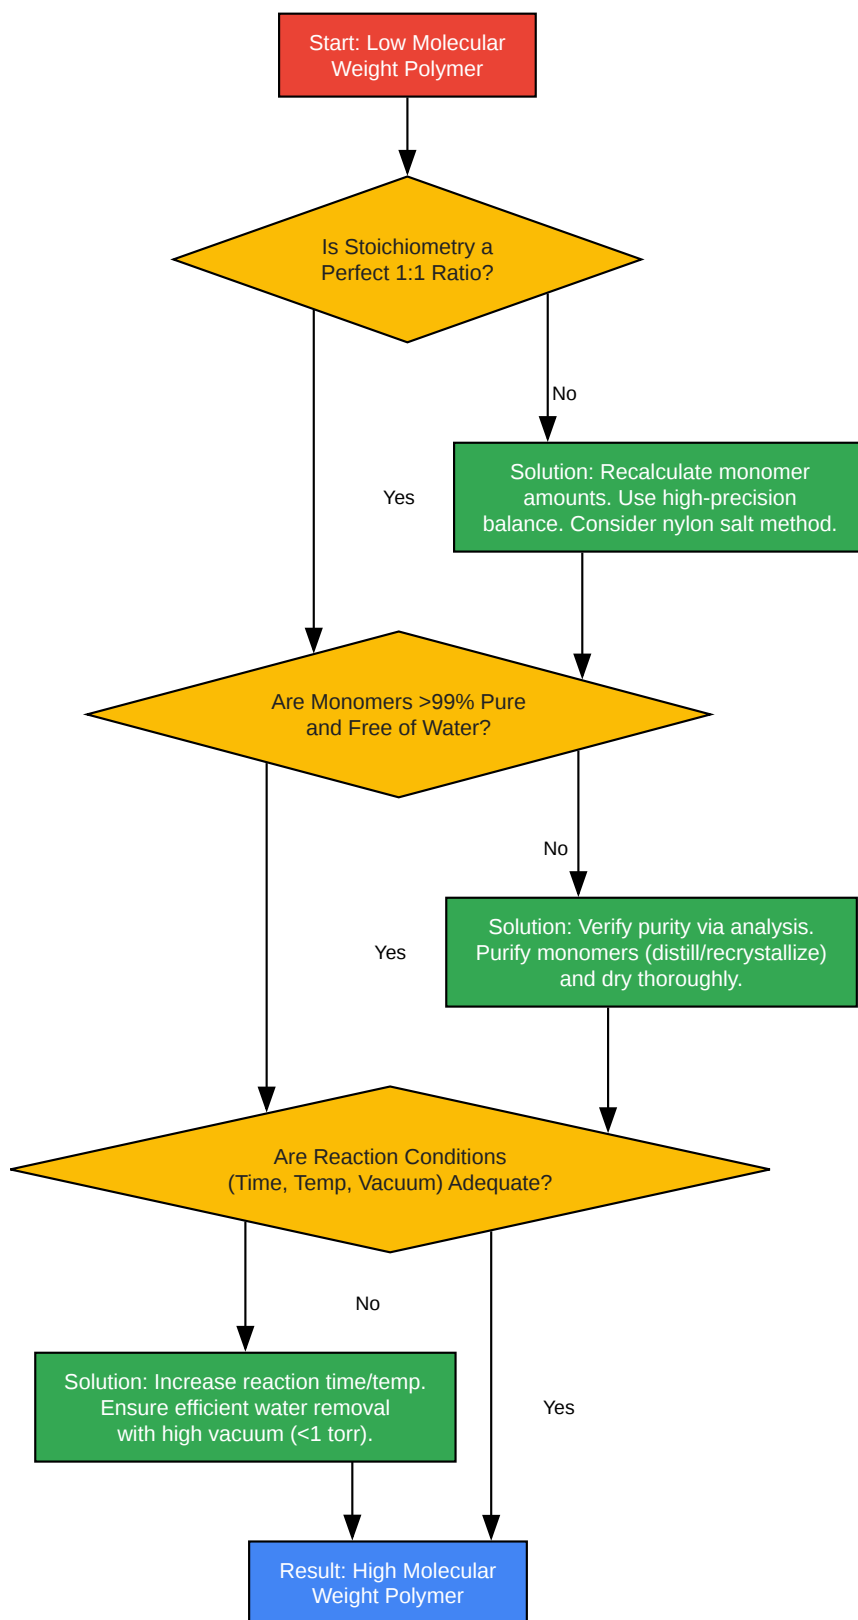 Start: Low Molecular
Weight Polymer
Is Stoichiometry a
Perfect 1:1 Ratio?
No
Solution: Recalculate monomer
amounts. Use high-precision
balance. Consider nylon salt method.
Yes
Are Monomers >99% Pure
and Free of Water?
No
Solution: Verify purity via analysis.
Purify monomers (distill/recrystallize)
and dry thoroughly.
Yes
Are Reaction Conditions
(Time, Temp, Vacuum) Adequate?
No
Solution: Increase reaction time/temp.
Ensure efficient water removal
with high vacuum (<1 torr).
Yes
Result: High Molecular
Weight Polymer